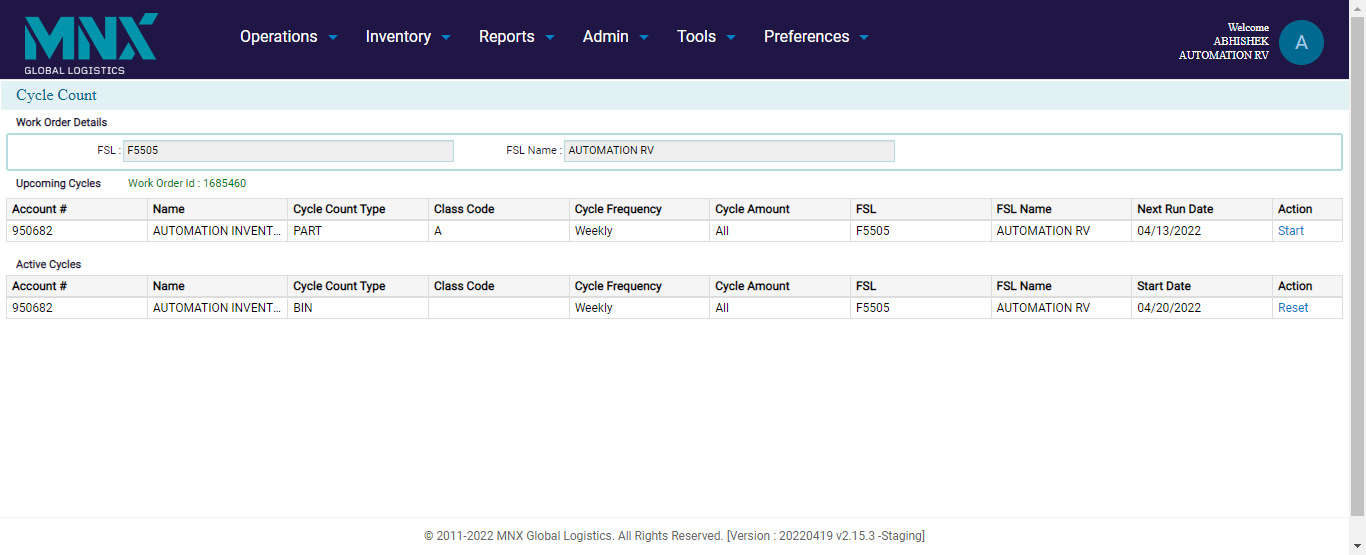 MNX
GLOBAL LOGISTICS
Operations Inventory Reports Admin Tools Preferences
Welcome
ABHISHEK
AUTOMATION RV
A
Cycle Count
Work Order Details
FSL : F5505 FSL Name : AUTOMATION RV
Upcoming Cycles Work Order Id : 1685460
Account # Name Cycle Count Type Class Code Cycle Frequency Cycle Amount FSL FSL Name Next Run Date Action
950682 AUTOMATION INVENT... PART A Weekly All F5505 AUTOMATION RV 04/13/2022 Start
Active Cycles
Account # Name Cycle Count Type Class Code Cycle Frequency Cycle Amount FSL FSL Name Start Date Action
950682 AUTOMATION INVENT... BIN Weekly All F5505 AUTOMATION RV 04/20/2022 Reset
© 2011-2022 MNX Global Logistics. All Rights Reserved. [Version : 20220419 v2.15.3 -Staging]